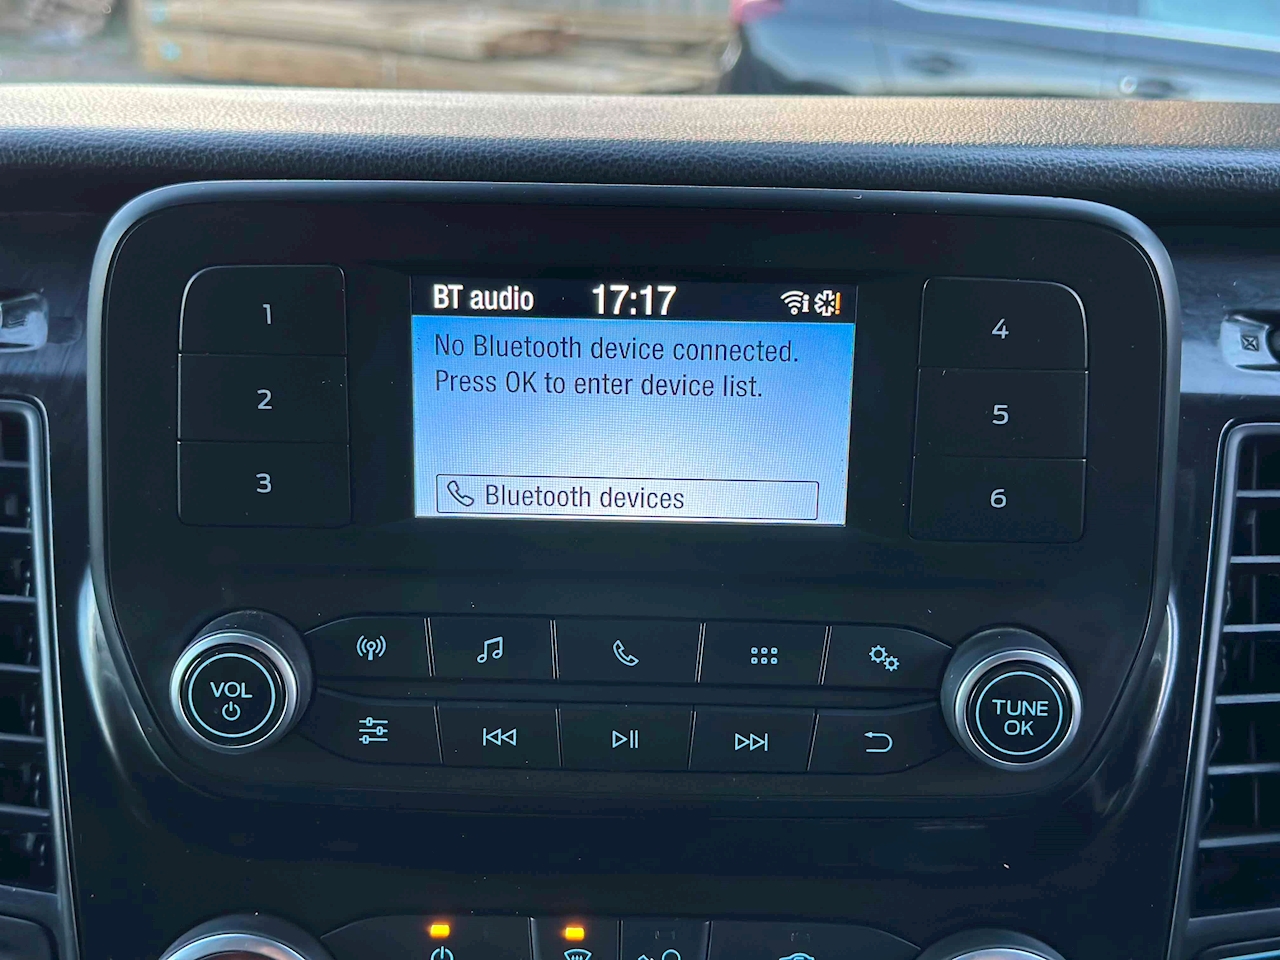 BT audio 17:17
No Bluetooth device connected.
Press OK to enter device list.
Bluetooth devices
1
2
3
4
5
6
VOL
TUNE
OK